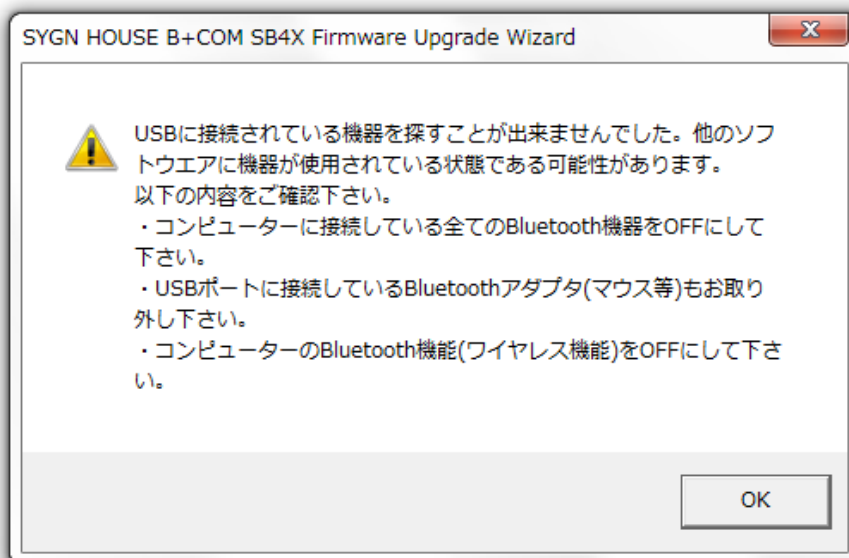 SYGN HOUSE B+COM SB4X Firmware Upgrade Wizard
USBに接続されている機器を探すことが出来ませんでした。他のソフ
トウエアに機器が使用されている状態である可能性があります。
以下の内容をご確認下さい。
・コンピューターに接続している全てのBluetooth機器をOFFにして
下さい。
・USBポートに接続しているBluetoothアダプタ(マウス等)もお取り
外し下さい。
・コンピューターのBluetooth機能(ワイヤレス機能)をOFFにして下さ
い。
OK